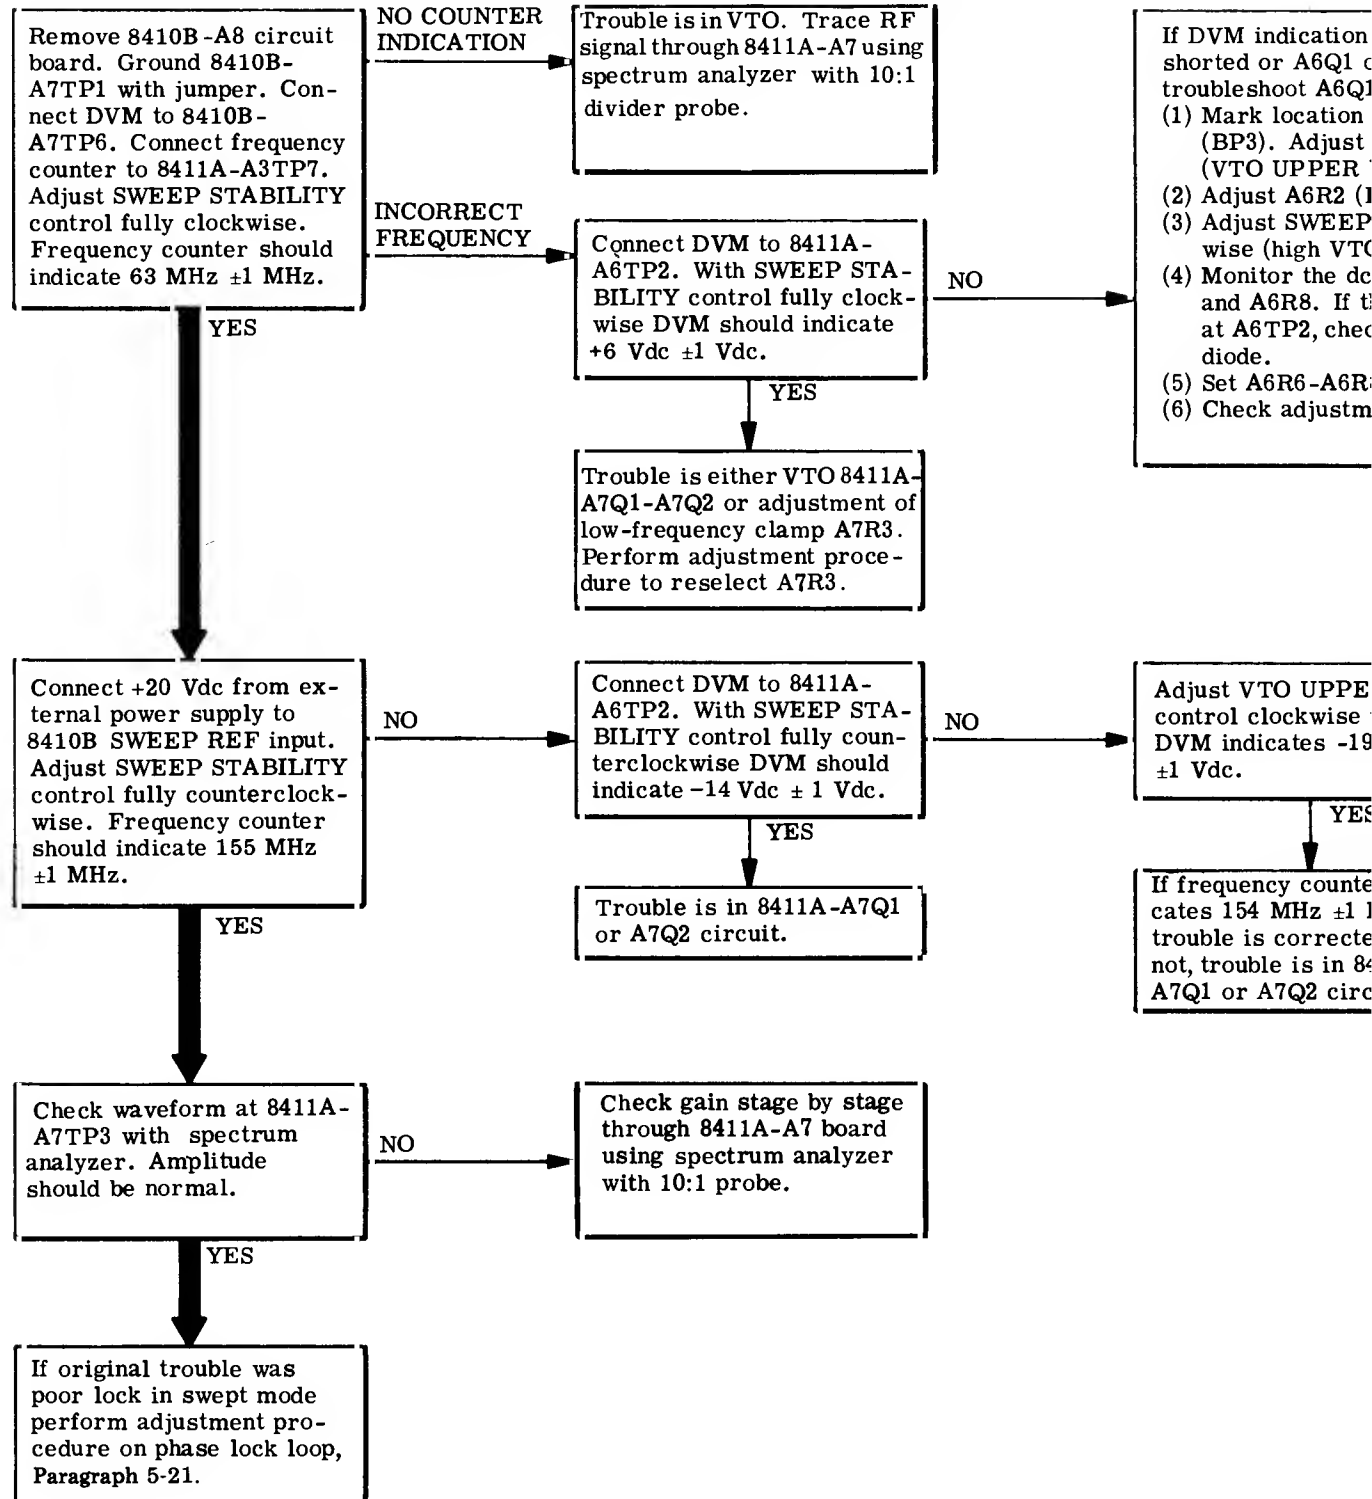 Remove 8410B-A8 circuit
board. Ground 8410B-
A7TP1 with jumper. Con-
nect DVM to 8410B-
A7TP6. Connect frequency
counter to 8411A-A3TP7.
Adjust SWEEP STABILITY
control fully clockwise.
Frequency counter should
indicate 63 MHz ±1 MHz.
NO COUNTER
INDICATION
Trouble is in VTO. Trace RF
signal through 8411A-A7 using
spectrum analyzer with 10:1
divider probe.
INCORRECT
FREQUENCY
Connect DVM to 8411A-
A6TP2. With SWEEP STA-
BILITY control fully clock-
wise DVM should indicate
+6 Vdc ±1 Vdc.
NO
If DVM indication
shorted or A6Q1
troubleshoot A6Q1
(1) Mark location
(BP3). Adjust
(VTO UPPER
(2) Adjust A6R2
(3) Adjust SWEEP
wise (high
(4) Monitor the dc
and A6R8. If
at A6TP2,
diode.
(5) Set
(6) Check
YES
YES
Trouble is either VTO 8411A-
A7Q1-A7Q2 or adjustment of
low-frequency clamp A7R3.
Perform adjustment proce-
dure to reselect A7R3.
Connect +20 Vdc from ex-
ternal power supply to
8410B SWEEP REF input.
Adjust SWEEP STABILITY
control fully counterclock-
wise. Frequency counter
should indicate 155 MHz
±1 MHz.
NO
Connect DVM to 8411A-
A6TP2. With SWEEP STA-
BILITY control fully coun-
terclockwise DVM should
indicate -14 Vdc ± 1 Vdc.
NO
Adjust VTO
control clockwise
DVM indicates -19
±1 Vdc.
YES
YES
YES
Trouble is in 8411A-A7Q1
or A7Q2 circuit.
If frequency
cates 154 MHz ±1
trouble is
not, trouble is in
A7Q1 or A7Q2
Check waveform at 8411A-
A7TP3 with spectrum
analyzer. Amplitude
should be normal.
NO
Check gain stage by stage
through 8411A-A7 board
using spectrum analyzer
with 10:1 probe.
YES
If original trouble was
poor lock in swept mode
perform adjustment pro-
cedure on phase lock loop,
Paragraph 5-21.